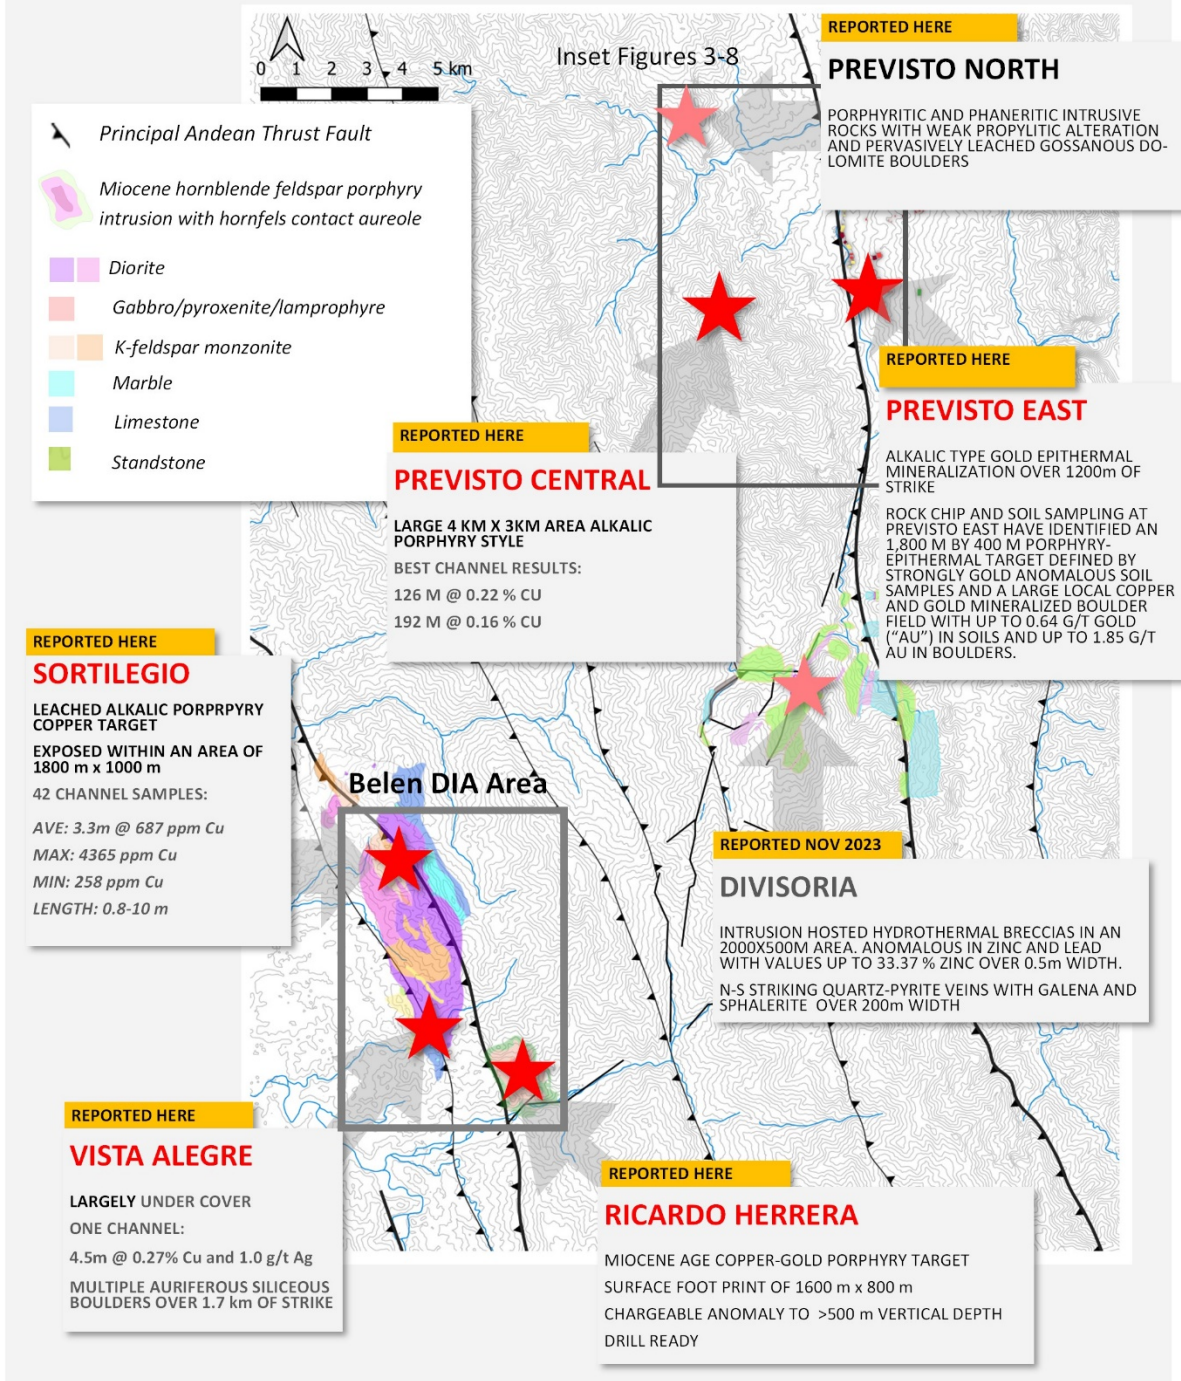 0 1 2 3 4 5 km
Inset Figures 3-8
Principal Andean Thrust Fault
Miocene hornblende feldspar porphyry
intrusion with hornfels contact aureole
Diorite
Gabbro/pyroxenite/lamprophyre
K-feldspar monzonite
Marble
Limestone
Standstone
REPORTED HERE
PREVISTO NORTH
PORPHYRITIC AND PHANERITIC INTRUSIVE
ROCKS WITH WEAK PROPYLITIC ALTERATION
AND PERVASIVELY LEACHED GOSSANOUS DO-
LOMITE BOULDERS
REPORTED HERE
PREVISTO EAST
ALKALIC TYPE GOLD EPITHERMAL
MINERALIZATION OVER 1200m OF
STRIKE
ROCK CHIP AND SOIL SAMPLING AT
PREVISTO EAST HAVE IDENTIFIED AN
1,800 M BY 400 M PORPHYRY-
EPITHERMAL TARGET DEFINED BY
STRONGLY GOLD ANOMALOUS SOIL
SAMPLES AND A LARGE LOCAL COPPER
AND GOLD MINERALIZED BOULDER
FIELD WITH UP TO 0.64 G/T GOLD
("AU") IN SOILS AND UP TO 1.85 G/T
AU IN BOULDERS.
REPORTED HERE
PREVISTO CENTRAL
LARGE 4 KM X 3KM AREA ALKALIC
PORPHYRY STYLE
BEST CHANNEL RESULTS:
126 M @ 0.22 % CU
192 M @ 0.16 % CU
REPORTED HERE
SORTILEGIO
LEACHED ALKALIC PORPRPYRY
COPPER TARGET
EXPOSED WITHIN AN AREA OF
1800 m x 1000 m
42 CHANNEL SAMPLES:
AVE: 3.3m @ 687 ppm Cu
MAX: 4365 ppm Cu
MIN: 258 ppm Cu
LENGTH: 0.8-10 m
Belen DIA Area
REPORTED NOV 2023
DIVISORIA
INTRUSION HOSTED HYDROTHERMAL BRECCIAS IN AN
2000X500M AREA. ANOMALOUS IN ZINC AND LEAD
WITH VALUES UP TO 33.37 % ZINC OVER 0.5m WIDTH.
N-S STRIKING QUARTZ-PYRITE VEINS WITH GALENA AND
SPHALERITE OVER 200m WIDTH
REPORTED HERE
VISTA ALEGRE
LARGELY UNDER COVER
ONE CHANNEL:
4.5m @ 0.27% Cu and 1.0 g/t Ag
MULTIPLE AURIFEROUS SILICEOUS
BOULDERS OVER 1.7 km OF STRIKE
REPORTED HERE
RICARDO HERRERA
MIOCENE AGE COPPER-GOLD PORPHYRY TARGET
SURFACE FOOT PRINT OF 1600 m x 800 m
CHARGEABLE ANOMALY TO >500 m VERTICAL DEPTH
DRILL READY